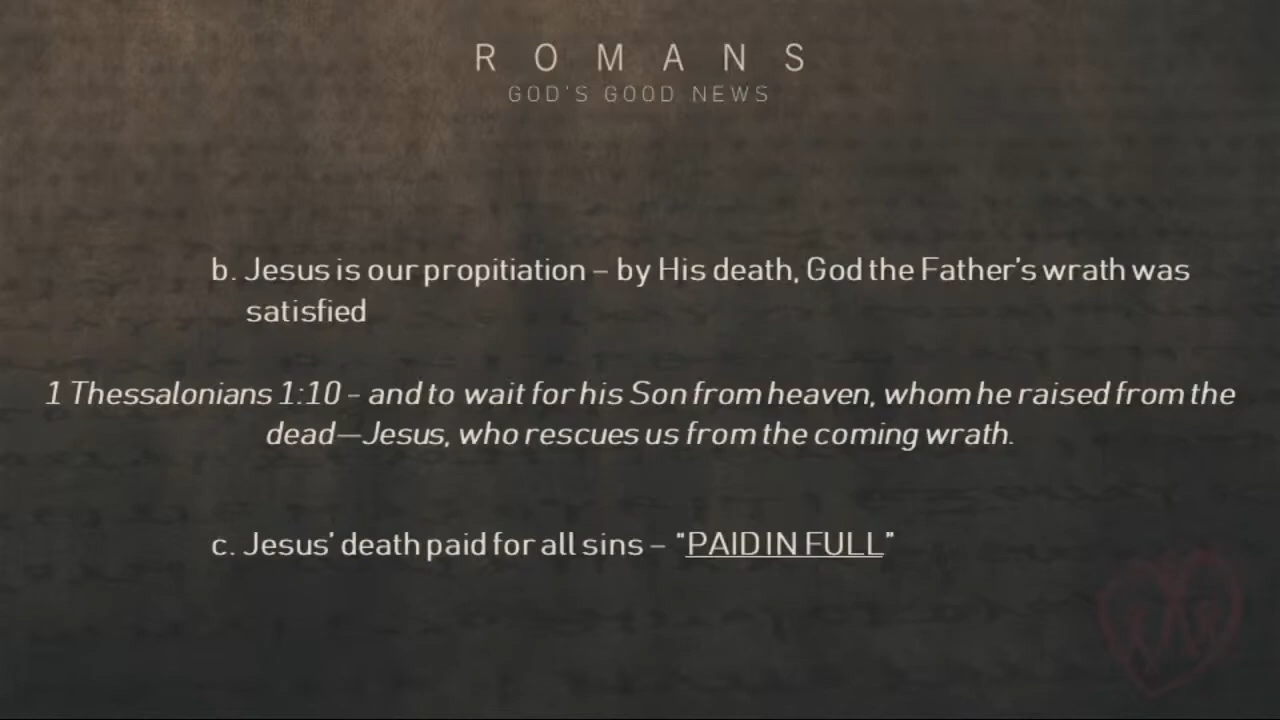 ROMANS
GOD'S GOOD NEWS
b. Jesus is our propitiation – by His death, God the Father's wrath was
satisfied
1 Thessalonians 1:10 - and to wait for his Son from heaven, whom he raised from the
dead—Jesus, who rescues us from the coming wrath.
c. Jesus' death paid for all sins – "PAID IN FULL"